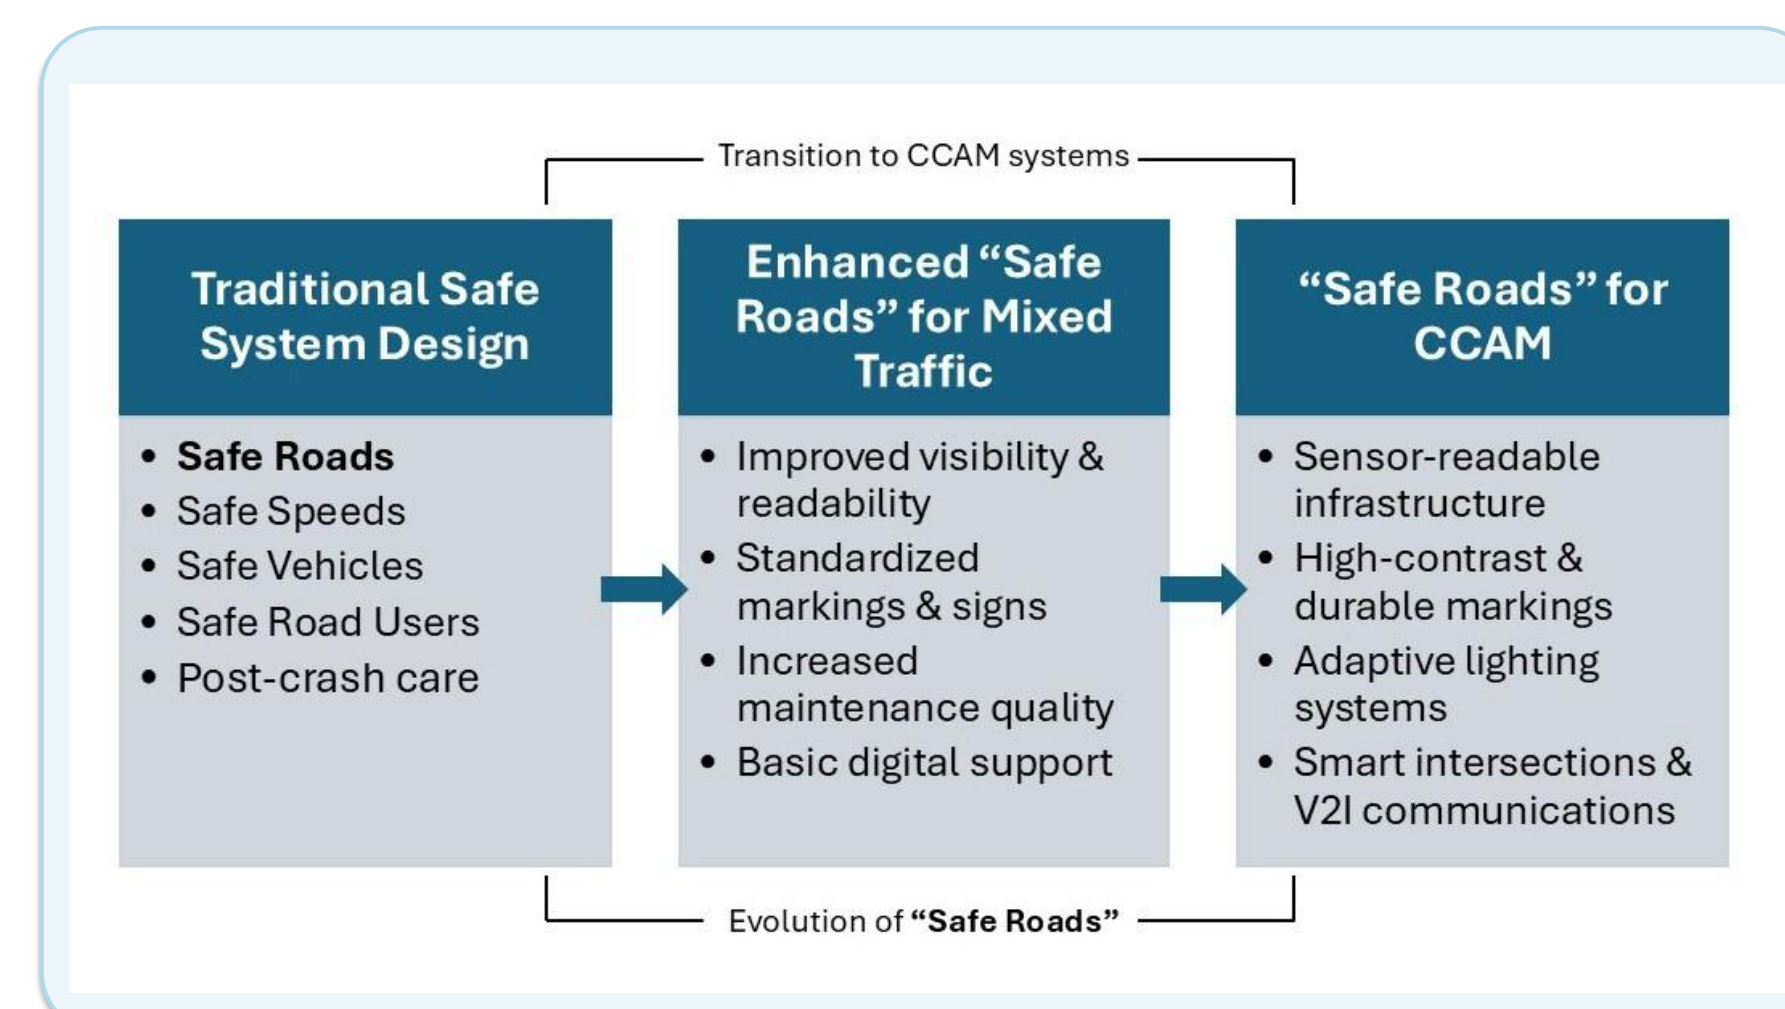 Transition to CCAM systems
Traditional Safe
System Design
• Safe Roads
• Safe Speeds
• Safe Vehicles
• Safe Road Users
• Post-crash care
Enhanced “Safe
Roads” for Mixed
Traffic
• Improved visibility &
readability
• Standardized
markings & signs
• Increased
maintenance quality
• Basic digital support
“Safe Roads” for
CCAM
• Sensor-readable
infrastructure
• High-contrast &
durable markings
• Adaptive lighting
systems
• Smart intersections &
V2I communications
Evolution of “Safe Roads”